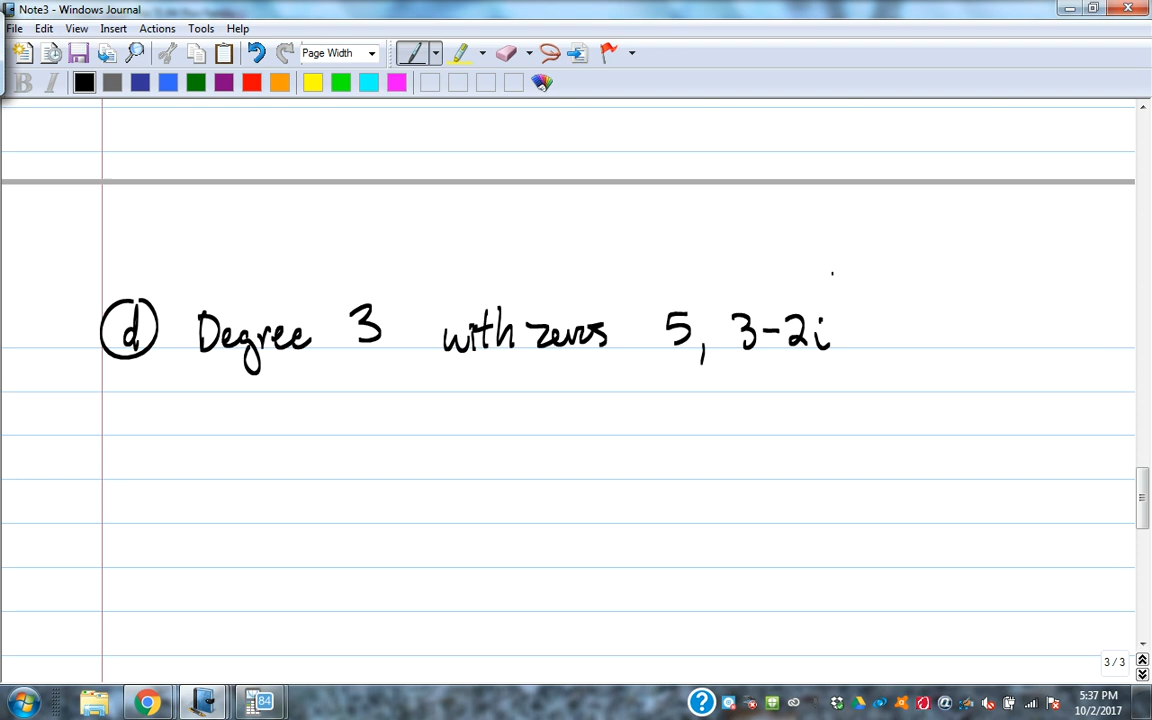 Note3 - Windows Journal
File Edit View Insert Actions Tools Help
Page Width
B I
d Degree 3 with zeros 5, 3-2i
3 / 3
84
5:37 PM
10/2/2017